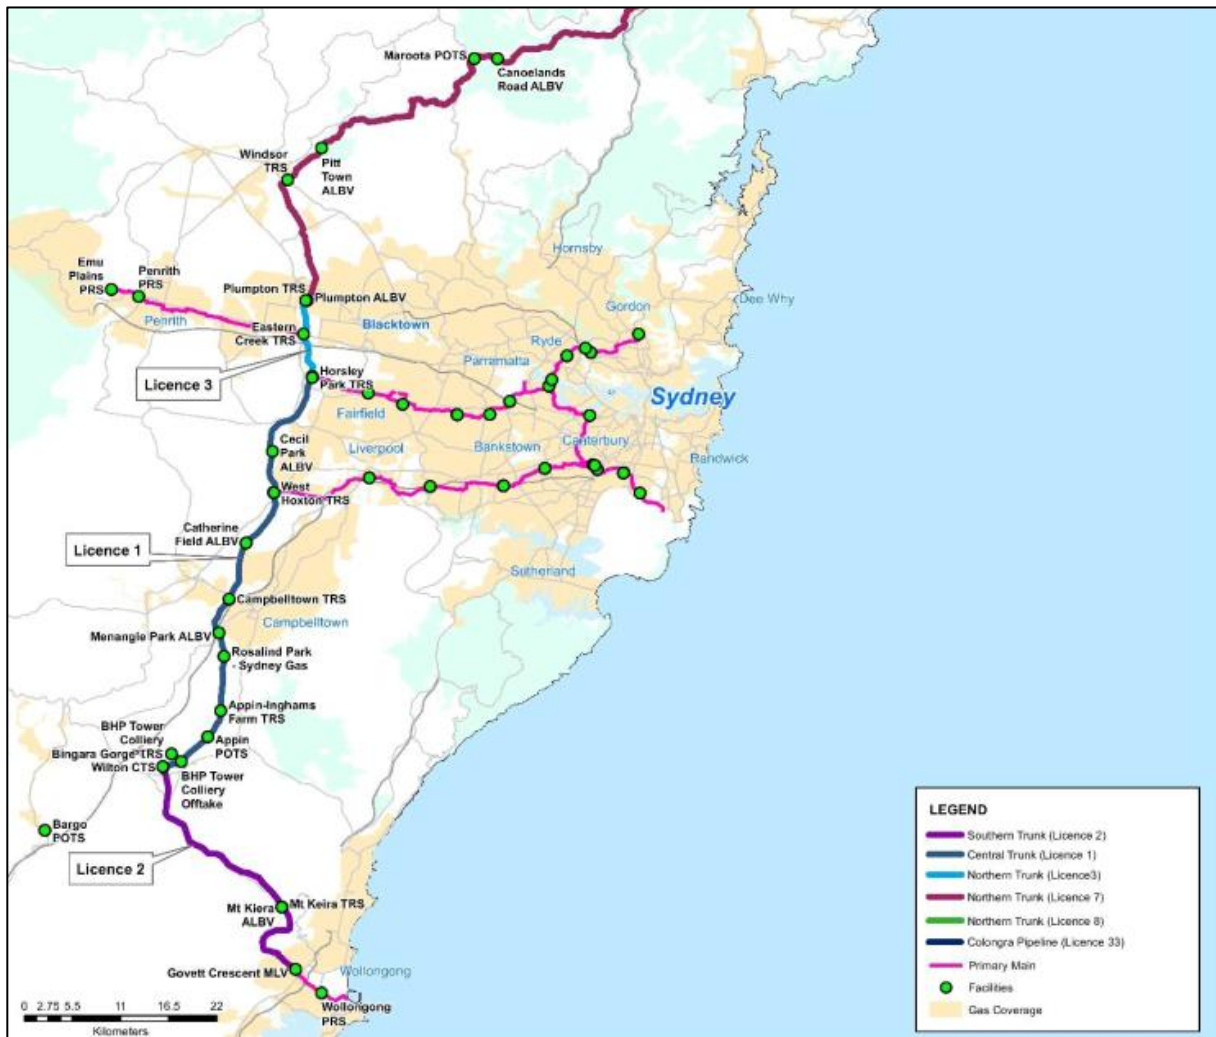 Maroota POTS
Canoelands
Road ALBV
Windsor
TRS
Pitt
Town
ALBV
Hornsby
Emu
Plains
PRS
Penrith
PRS
Plumpton TRS
Plumpton ALBV
Dee Why
Gordon
Penrith
Eastern
Creek TRS
Blacktown
Ryde
Parramatta
Licence 3
Horsley
Park TRS
Sydney
Fairfield
Cecil
Park
ALBV
Liverpool
Bankstown
Canterbury
Randwick
West
Hoxton TRS
Catherine
Field ALBV
Licence 1
Sutherland
Campbelltown TRS
Campbelltown
Menangle Park ALBV
Rosalind Park
- Sydney Gas
Appin-Inghams
Farm TRS
BHP Tower
Colliery
Appin
POTS
Bingara Gorge TRS
Wilton CTS
BHP Tower
Colliery
Offtake
Bargo
POTS
Licence 2
Mt Kiera
ALBV
Mt Keira TRS
Govett Crescent MLV
Wollongong
Wollongong
PRS
0 2.75 5.5 11 16.5 22
Kilometers
LEGEND
Southern Trunk (Licence 2)
Central Trunk (Licence 1)
Northern Trunk (Licence3)
Northern Trunk (Licence 7)
Northern Trunk (Licence 8)
Colongra Pipeline (Licence 33)
Primary Main
Facilities
Gas Coverage